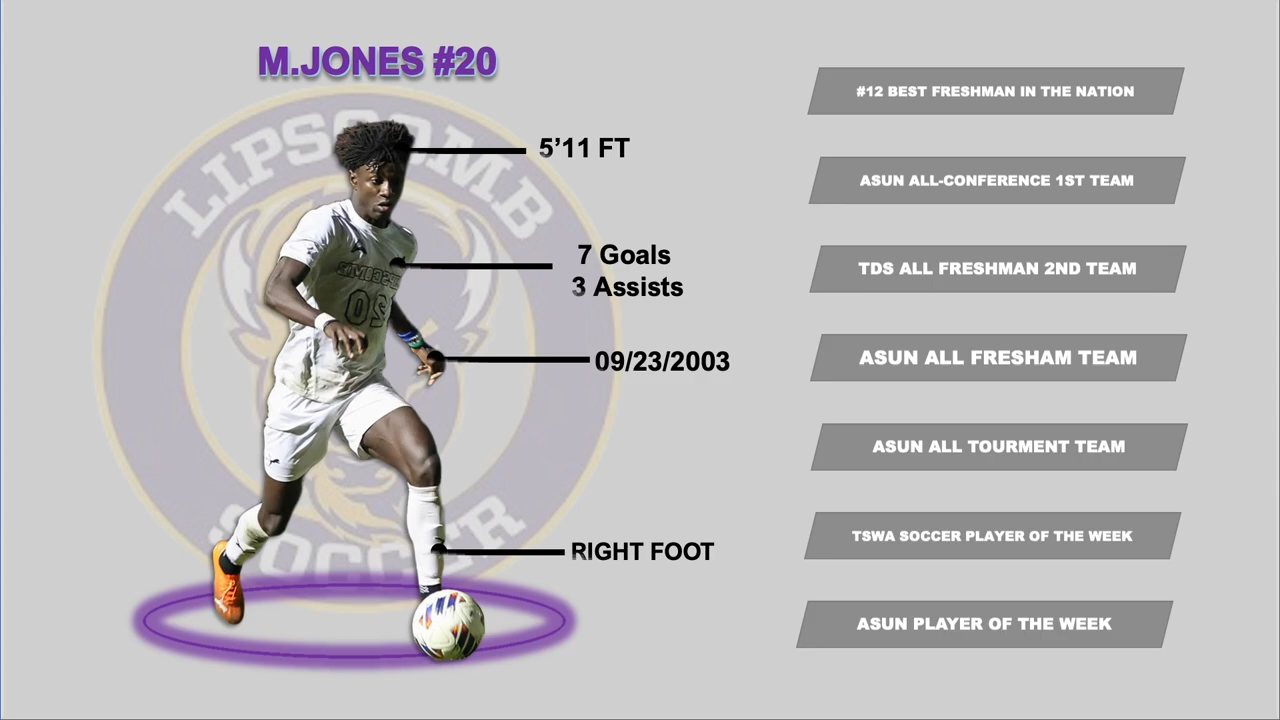 M.JONES #20
LIPSCOMB
5’11 FT
7 Goals
3 Assists
20
09/23/2003
RIGHT FOOT
SOCCER
#12 BEST FRESHMAN IN THE NATION
ASUN ALL-CONFERENCE 1ST TEAM
TDS ALL FRESHMAN 2ND TEAM
ASUN ALL FRESHAM TEAM
ASUN ALL TOURMENT TEAM
TSWA SOCCER PLAYER OF THE WEEK
ASUN PLAYER OF THE WEEK